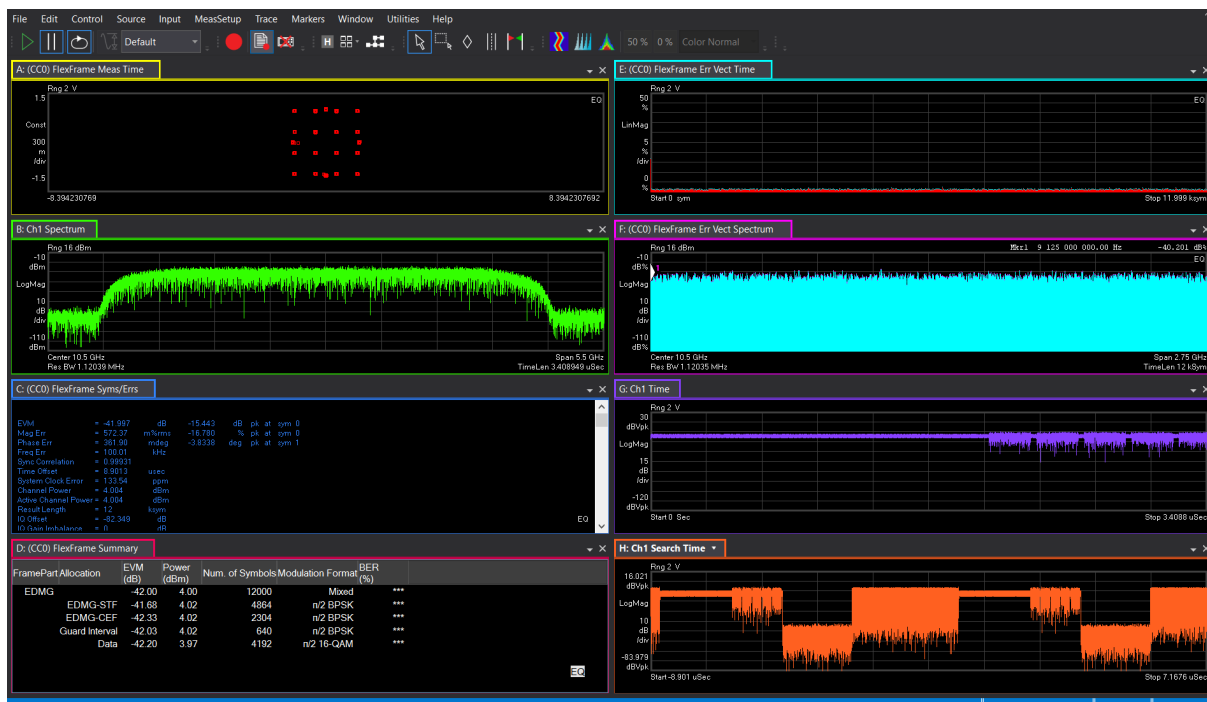 File Edit Control Source Input MeasSetup Trace Markers Window Utilities Help
Default
50 % 0 % Color Normal
A: (CC0) FlexFrame Meas Time
Rng 2 V
1.5
EQ
Const
300
m
/div
-1.5
-8.394230769
8.3942307692
B: Ch1 Spectrum
Rng 16 dBm
-10
dBm
LogMag
10
dB
/div
-110
dBm
Center 10.5 GHz
Span 5.5 GHz
Res BW 1.12039 MHz
TimeLen 3.408949 uSec
C: (CC0) FlexFrame Syms/Errs
EVM = -41.997 dB -15.443 dB pk at sym 0
Mag Err = 572.37 m%rms -16.780 % pk at sym 0
Phase Err = 361.90 mdeg -3.8338 deg pk at sym 1
Freq Err = 100.01 kHz
Sync Correlation = 0.99931
Time Offset = 8.9013 usec
System Clock Error = 133.54 ppm
Channel Power = 4.004 dBm
Active Channel Power = 4.004 dBm
Result Length = 12 ksym
IQ Offset = -82.349 dB
EQ
IQ Gain Imbalance = 0 dB
D: (CC0) FlexFrame Summary
FramePart Allocation EVM (dB) Power (dBm) Num. of Symbols Modulation Format BER (%)
EDMG -42.00 4.00 12000 Mixed ***
EDMG-STF -41.68 4.02 4864 π/2 BPSK ***
EDMG-CEF -42.33 4.02 2304 π/2 BPSK ***
Guard Interval -42.03 4.02 640 π/2 BPSK ***
Data -42.20 3.97 4192 π/2 16-QAM ***
EQ
E: (CC0) FlexFrame Err Vect Time
Rng 2 V
50
%
EQ
LinMag
5
%
/div
0
%
Start 0 sym
Stop 11.999 ksym
F: (CC0) FlexFrame Err Vect Spectrum
Rng 16 dBm
Mkr1 9 125 000 000.00 Hz -40.201 dB%
-10
dB%
EQ
1
LogMag
10
dB
/div
-110
dB%
Center 10.5 GHz
Span 2.75 GHz
Res BW 1.12035 MHz
TimeLen 12 kSym
G: Ch1 Time
Rng 2 V
30
dBVpk
LogMag
15
dB
/div
-120
dBVpk
Start 0 Sec
Stop 3.4088 uSec
H: Ch1 Search Time
Rng 2 V
16.021
dBVpk
LogMag
10
dB
/div
-83.979
dBVpk
Start -8.901 uSec
Stop 7.1676 uSec